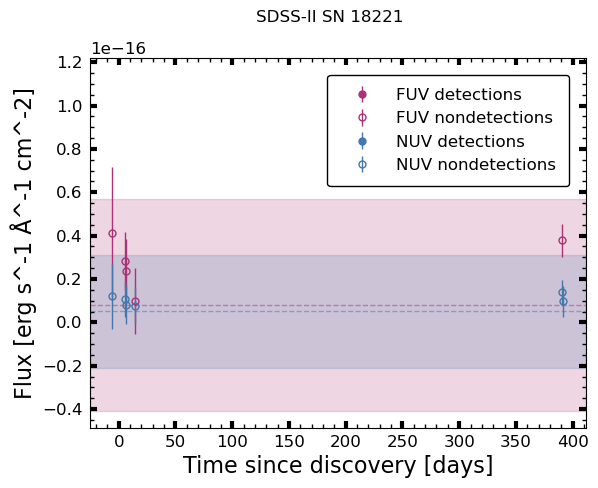 SDSS-II SN 18221
1e−16
1.2
1.0
0.8
0.6
0.4
0.2
0.0
−0.2
−0.4
Flux [erg s^-1 Å^-1 cm^-2]
FUV detections
FUV nondetections
NUV detections
NUV nondetections
0 50 100 150 200 250 300 350 400
Time since discovery [days]